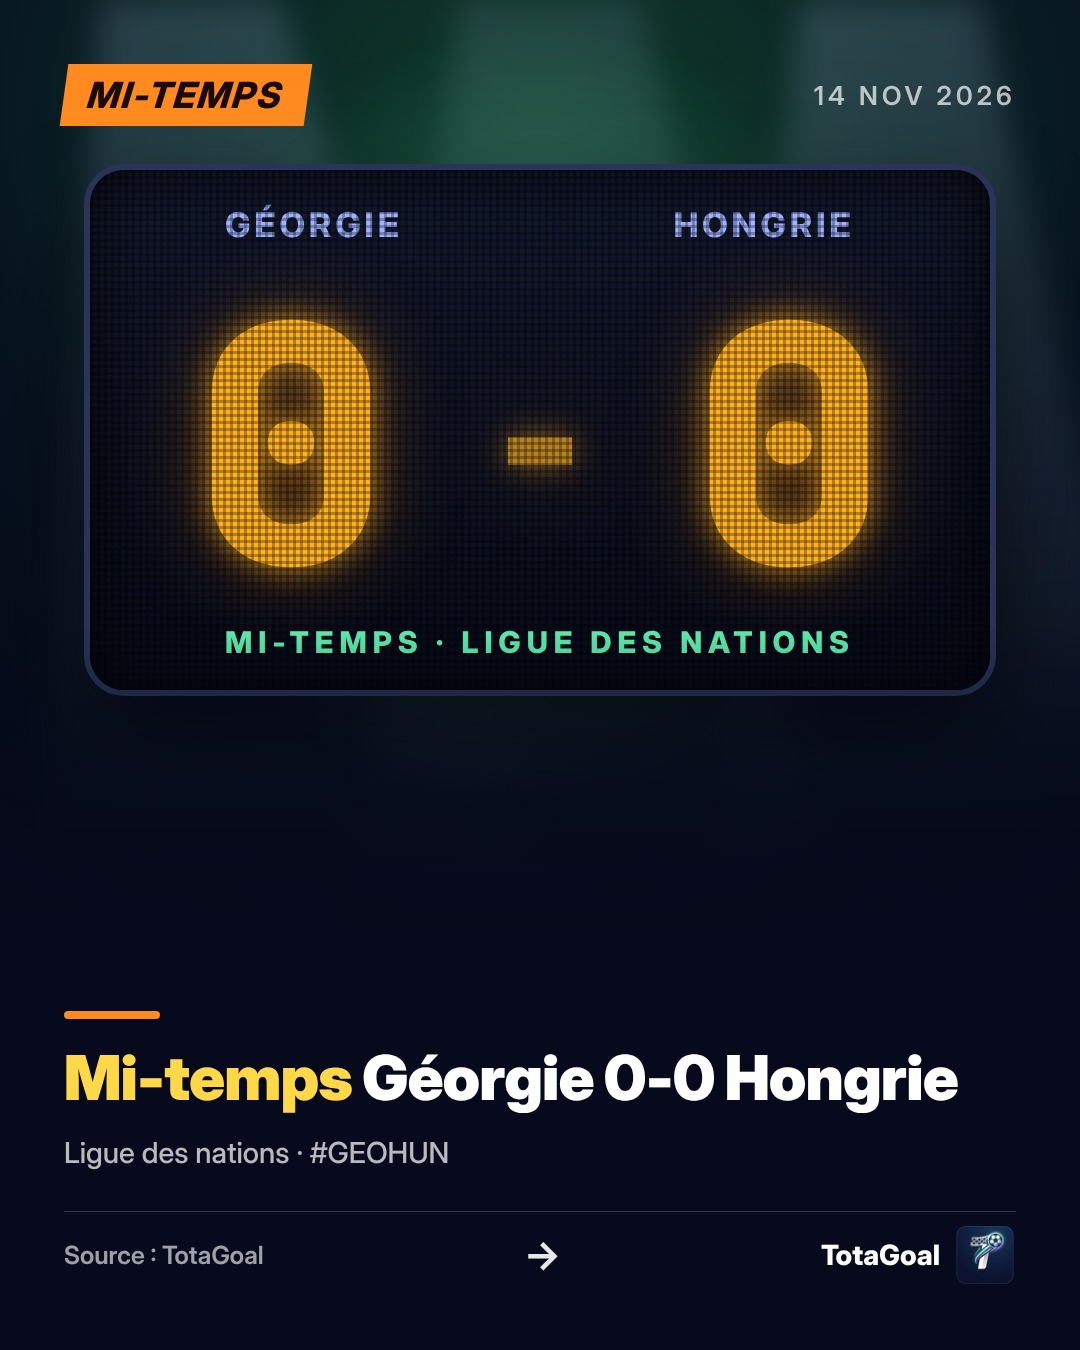 MI-TEMPS
14 NOV 2026
GÉORGIE HONGRIE
0 - 0
MI-TEMPS · LIGUE DES NATIONS
Mi-temps Géorgie 0-0 Hongrie
Ligue des nations · #GEOHUN
Source : TotaGoal → TotaGoal